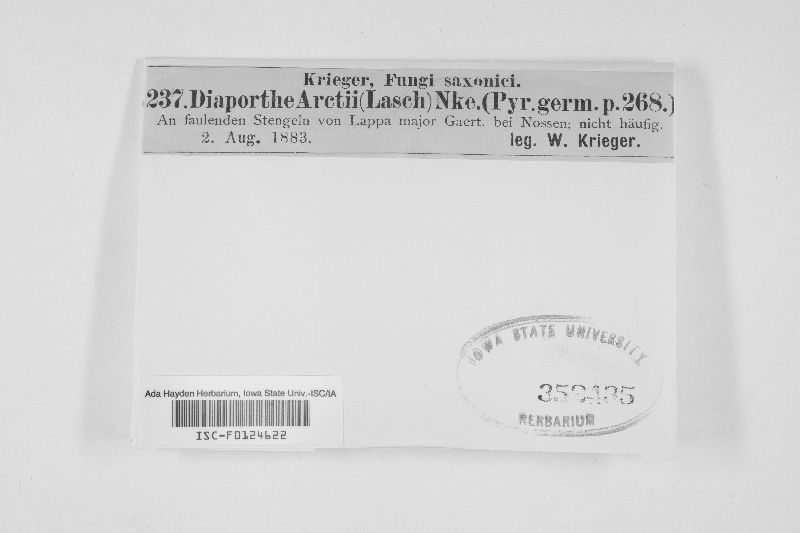 Krieger, Fungi saxonici.
237. Diaporthe Arctii (Lasch) Nke. (Pyr. germ. p. 268.)
An faulenden Stengeln von Lappa major Gaert. bei Nossen; nicht häufig.
2. Aug. 1883. leg. W. Krieger.
IOWA STATE UNIVERSITY
HERBARIUM
Ada Hayden Herbarium, Iowa State Univ.-ISC/IA
ISC-F0124622